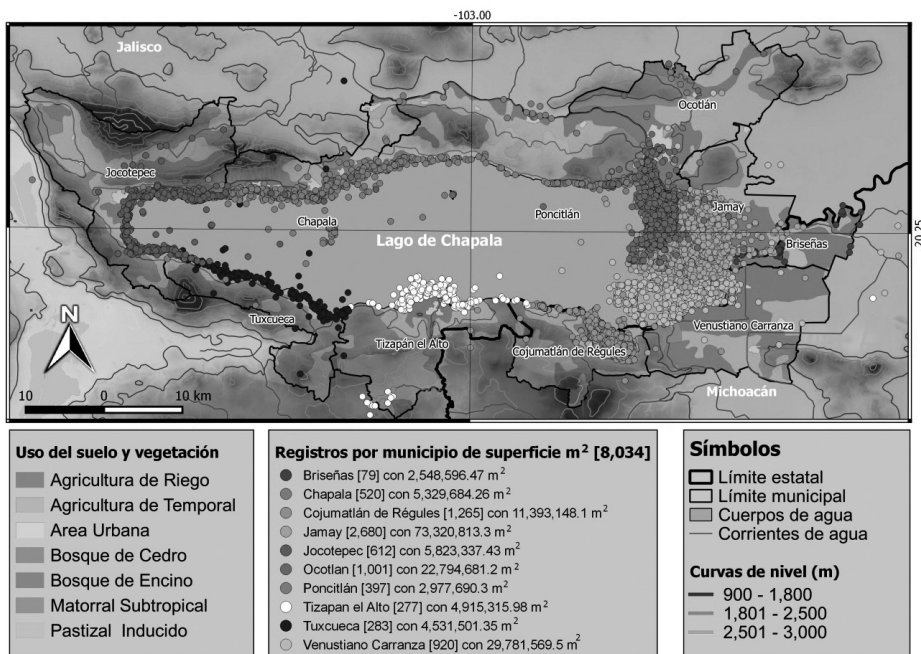 -103.00
Jalisco
Ocotlán
Jocotepec
Chapala
Poncitlán
Jamay
20.25
Lago de Chapala
Briseñas
N
Tuxcueca
Tizapán el Alto
Cojumatlán de Régules
Venustiano Carranza
Michoacán
10 0 10 km
Uso del suelo y vegetación
Agricultura de Riego
Agricultura de Temporal
Area Urbana
Bosque de Cedro
Bosque de Encino
Matorral Subtropical
Pastizal Inducido
Registros por municipio de superficie m² [8,034]
Briseñas [79] con 2,548,596.47 m²
Chapala [520] con 5,329,684.26 m²
Cojumatlán de Régules [1,265] con 11,393,148.1 m²
Jamay [2,680] con 73,320,813.3 m²
Jocotepec [612] con 5,823,337.43 m²
Ocotlan [1,001] con 22,794,681.2 m²
Poncitlán [397] con 2,977,690.3 m²
Tizapan el Alto [277] con 4,915,315.98 m²
Tuxcueca [283] con 4,531,501.35 m²
Venustiano Carranza [920] con 29,781,569.5 m²
Símbolos
Límite estatal
Límite municipal
Cuerpos de agua
Corrientes de agua
Curvas de nivel (m)
900 - 1,800
1,801 - 2,500
2,501 - 3,000